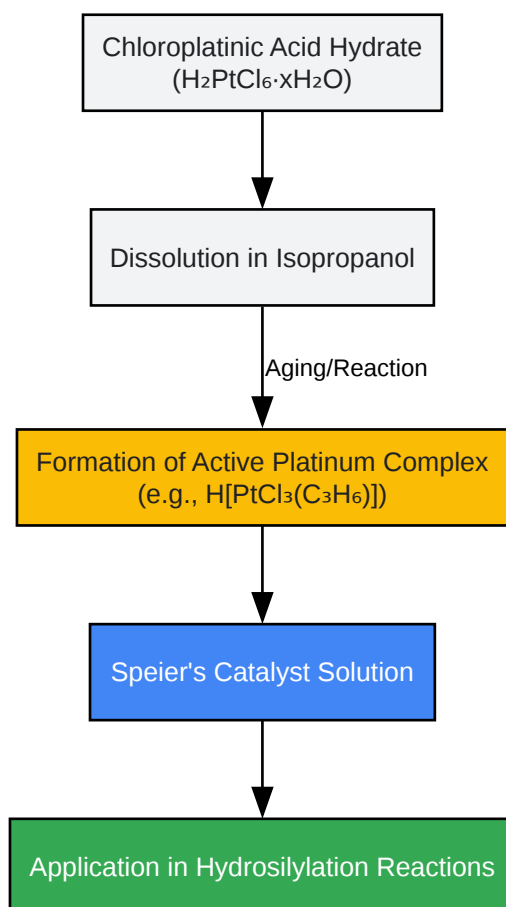 Chloroplatinic Acid Hydrate
(H₂PtCl₆·xH₂O)
Dissolution in Isopropanol
Aging/Reaction
Formation of Active Platinum Complex
(e.g., H[PtCl₃(C₃H₆)])
Speier's Catalyst Solution
Application in Hydrosilylation Reactions